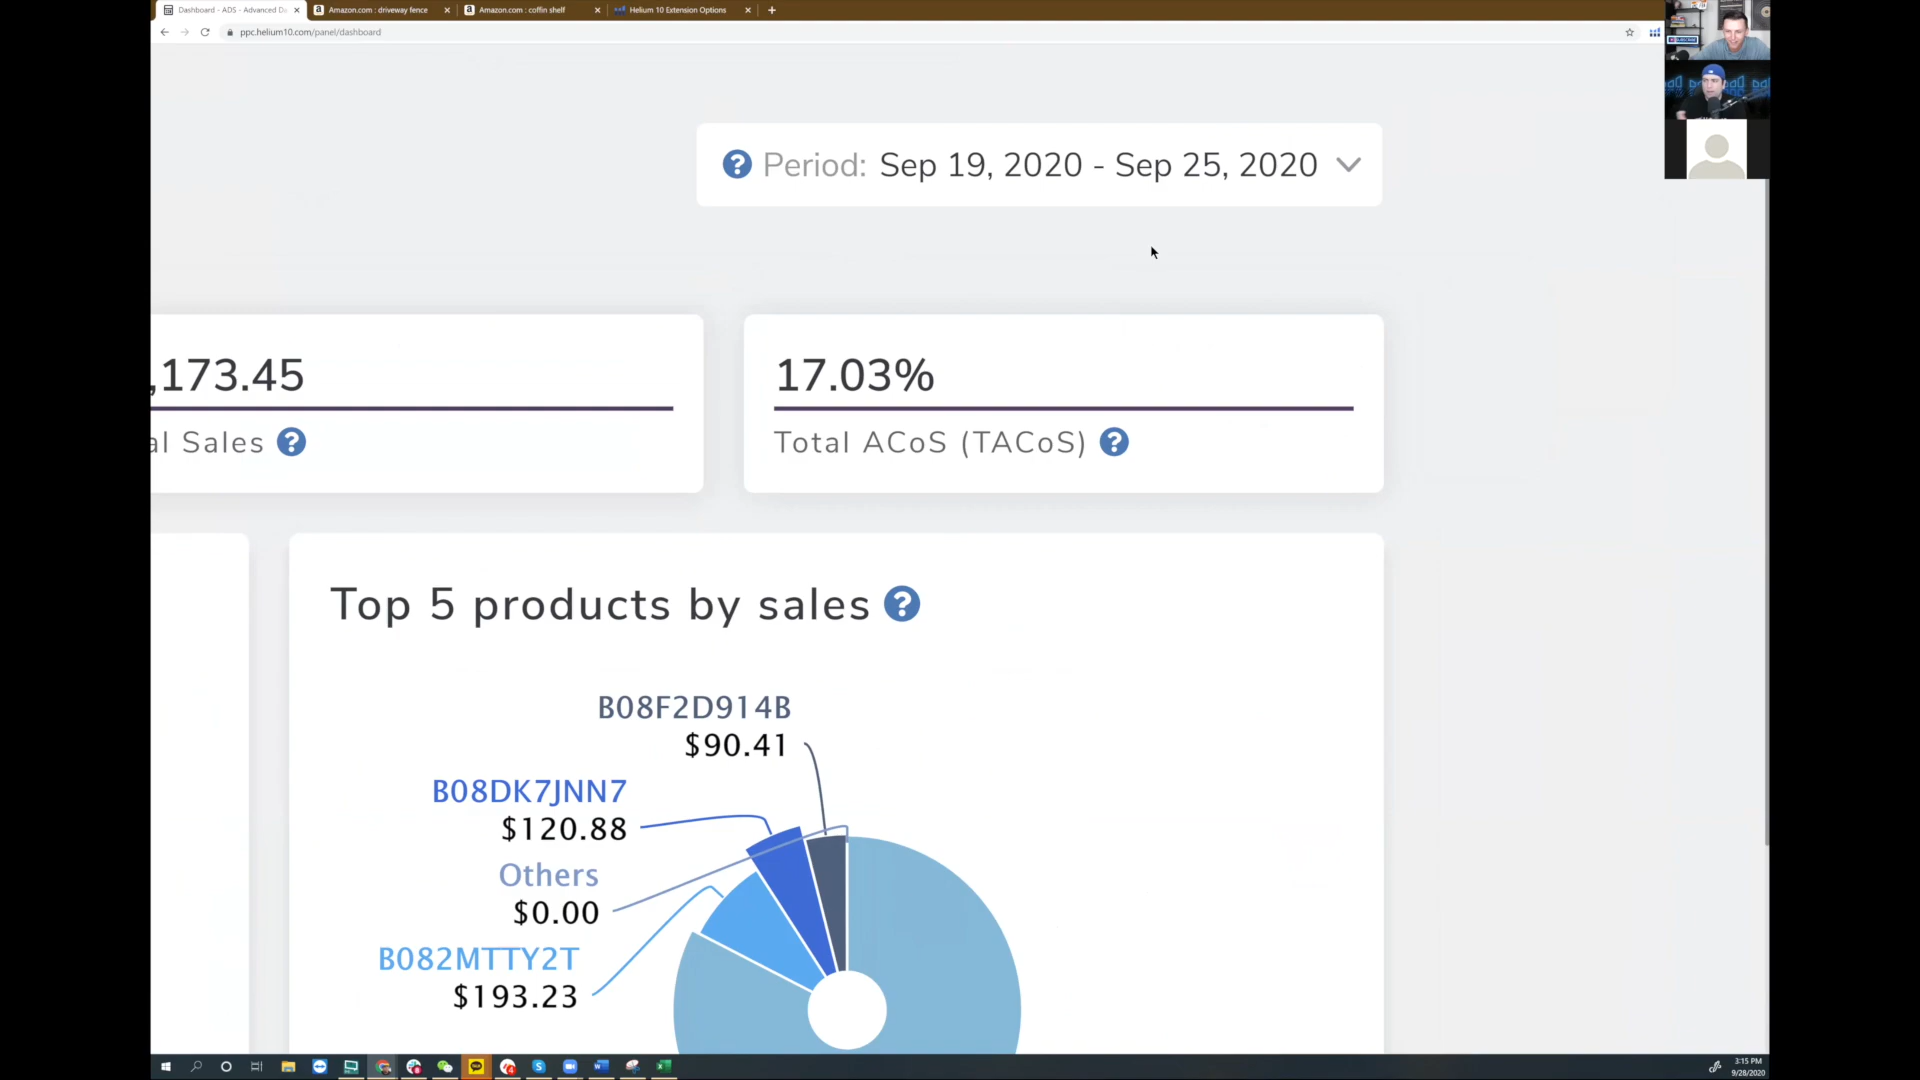 Dashboard - ADS - Advanced D
Amazon.com : driveway fence
Amazon.com : coffin shelf
Helium 10 Extension Options
ppc.helium10.com/panel/dashboard
Period: Sep 19, 2020 - Sep 25, 2020
,173.45
al Sales
17.03%
Total ACoS (TACoS)
Top 5 products by sales
B08F2D914B
$90.41
B08DK7JNN7
$120.88
Others
$0.00
B082MTTY2T
$193.23
3:15 PM
9/28/2020